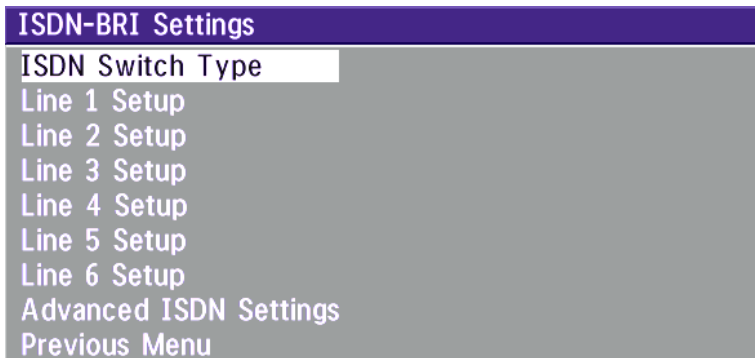 ISDN-BRI Settings
ISDN Switch Type
Line 1 Setup
Line 2 Setup
Line 3 Setup
Line 4 Setup
Line 5 Setup
Line 6 Setup
Advanced ISDN Settings
Previous Menu